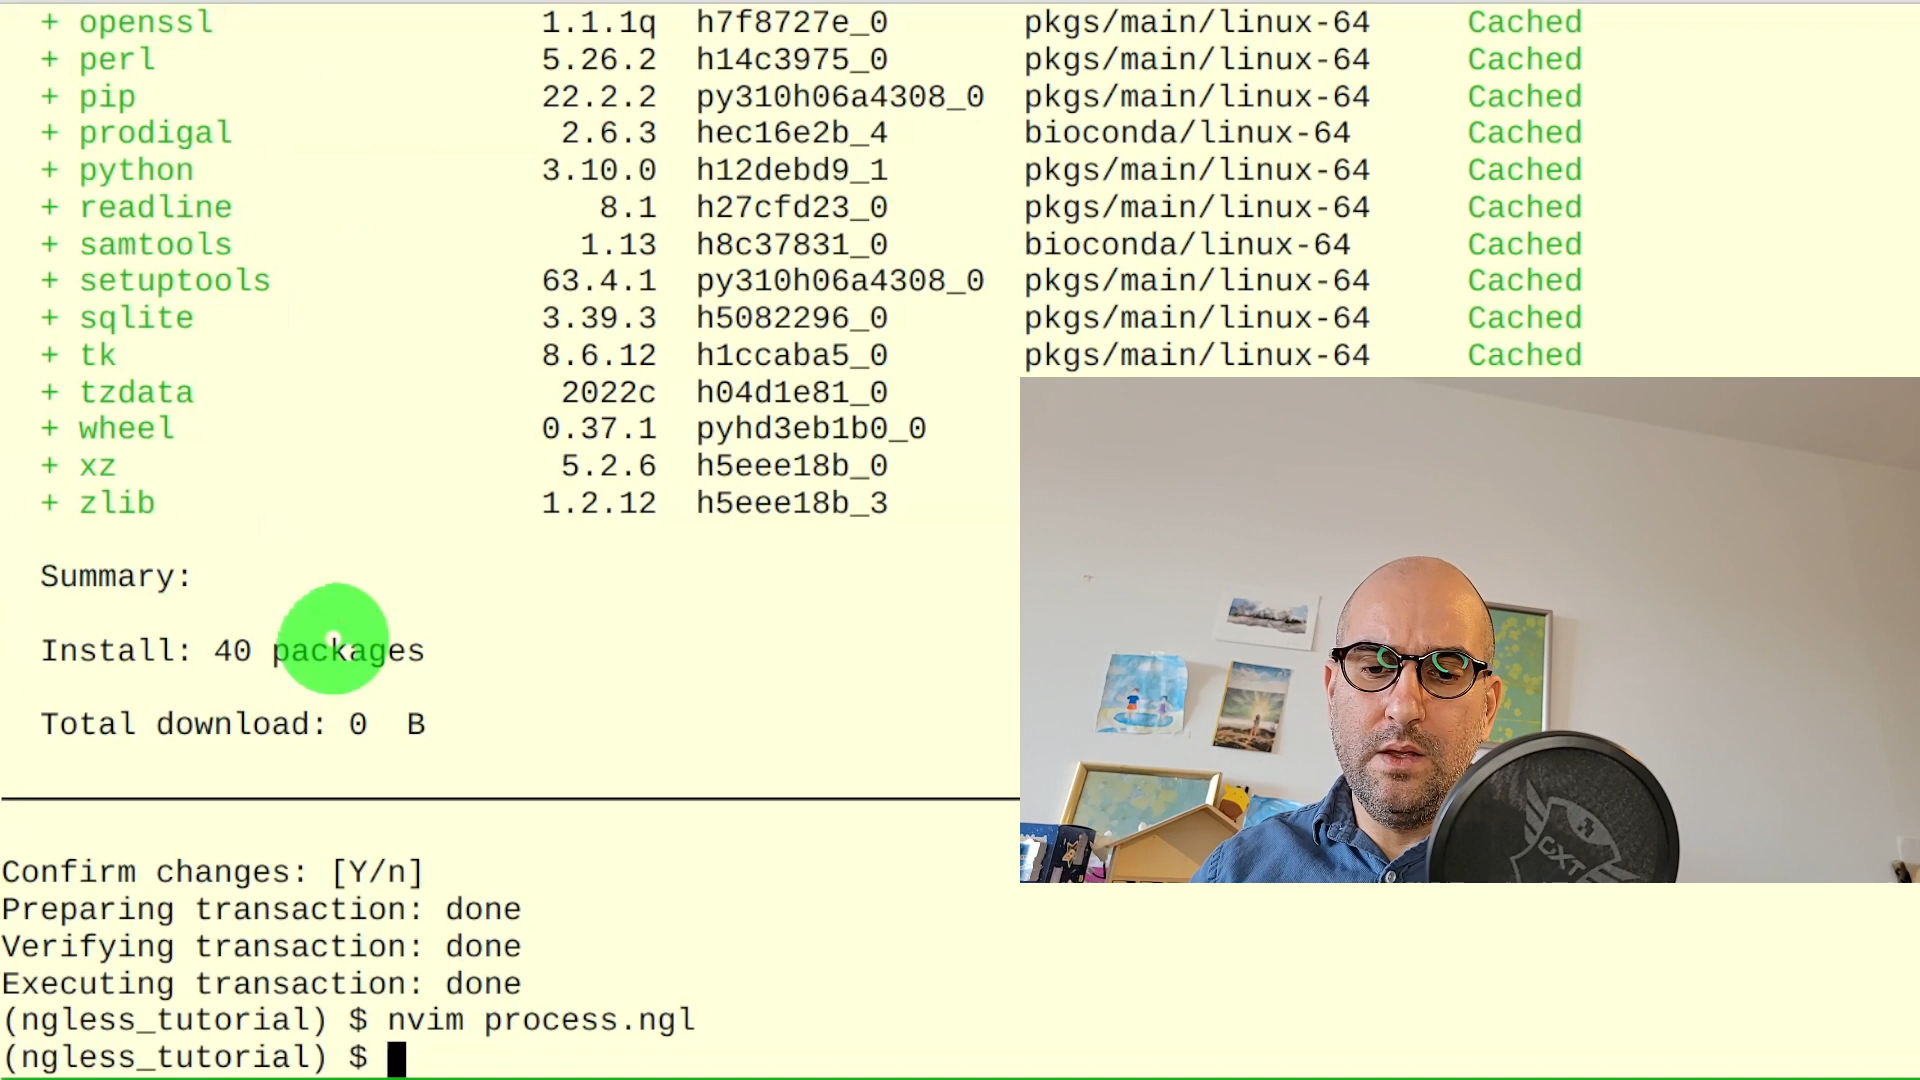 + openssl 1.1.1q h7f8727e_0 pkgs/main/linux-64 Cached
+ perl 5.26.2 h14c3975_0 pkgs/main/linux-64 Cached
+ pip 22.2.2 py310h06a4308_0 pkgs/main/linux-64 Cached
+ prodigal 2.6.3 hec16e2b_4 bioconda/linux-64 Cached
+ python 3.10.0 h12debd9_1 pkgs/main/linux-64 Cached
+ readline 8.1 h27cfd23_0 pkgs/main/linux-64 Cached
+ samtools 1.13 h8c37831_0 bioconda/linux-64 Cached
+ setuptools 63.4.1 py310h06a4308_0 pkgs/main/linux-64 Cached
+ sqlite 3.39.3 h5082296_0 pkgs/main/linux-64 Cached
+ tk 8.6.12 h1ccaba5_0 pkgs/main/linux-64 Cached
+ tzdata 2022c h04d1e81_0
+ wheel 0.37.1 pyhd3eb1b0_0
+ xz 5.2.6 h5eee18b_0
+ zlib 1.2.12 h5eee18b_3
Summary:
Install: 40 packages
Total download: 0 B
Confirm changes: [Y/n]
Preparing transaction: done
Verifying transaction: done
Executing transaction: done
(ngless_tutorial) $ nvim process.ngl
(ngless_tutorial) $
CXT